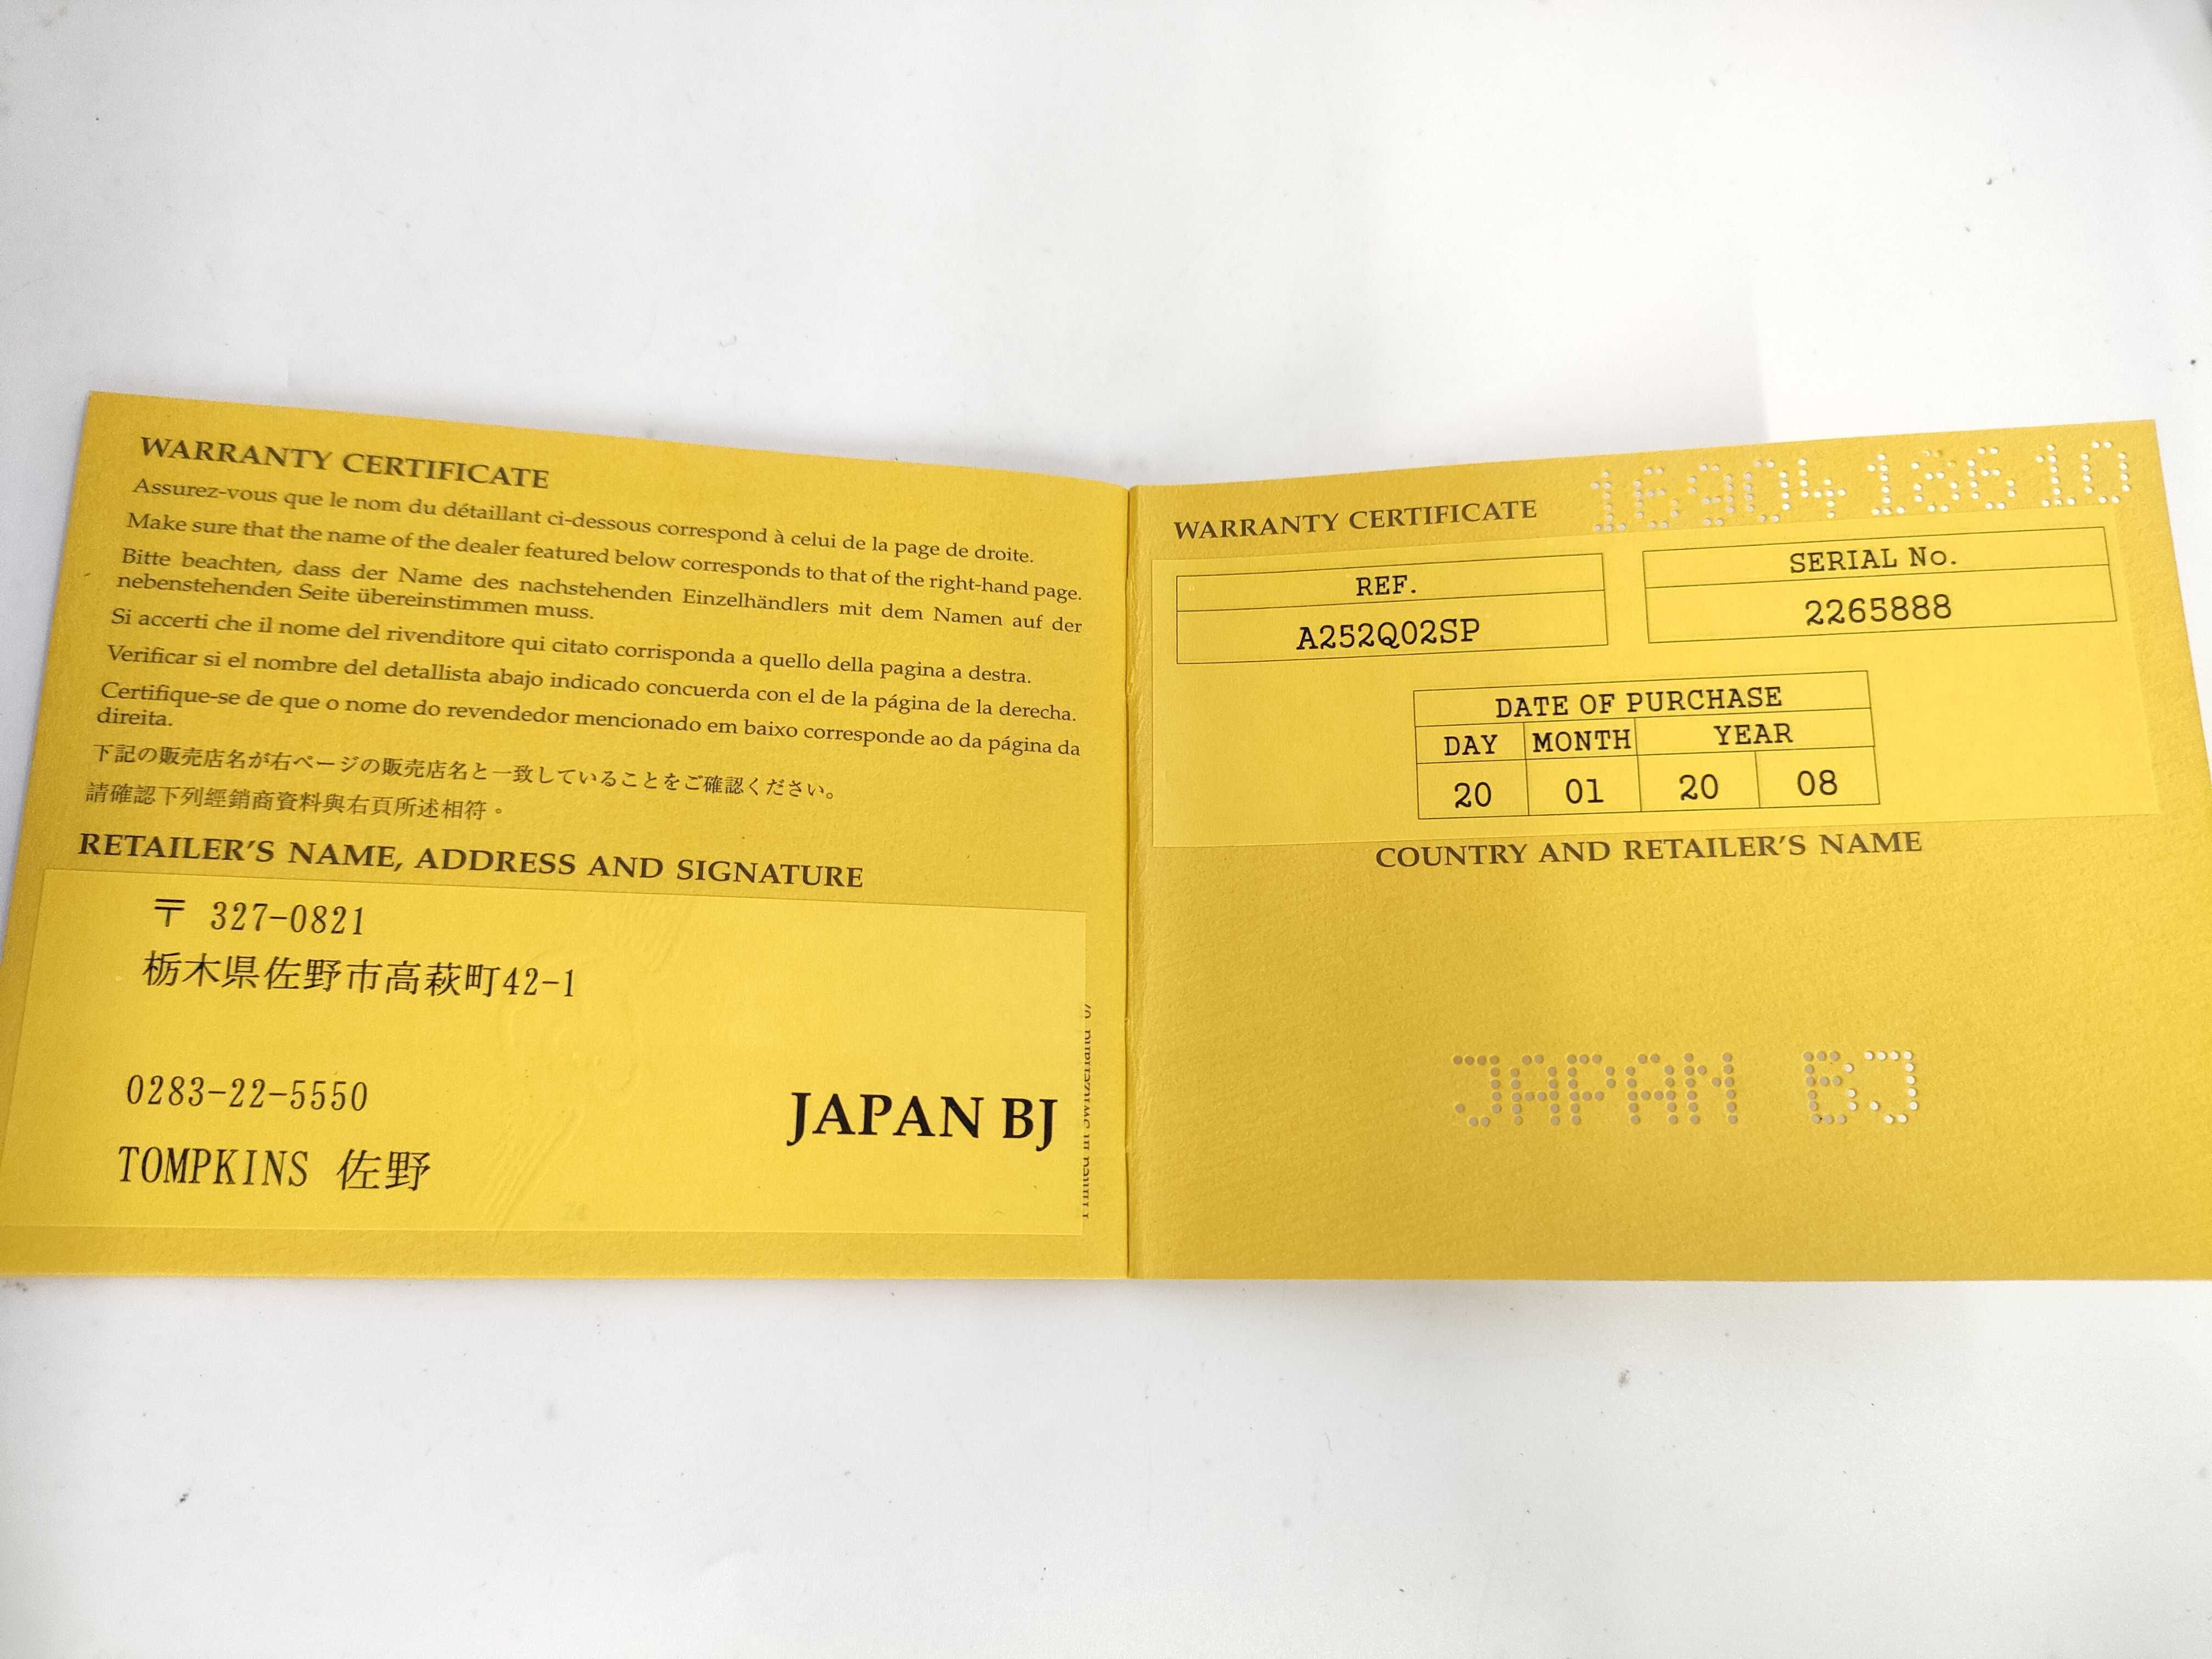 WARRANTY CERTIFICATE
Assurez-vous que le nom du détaillant ci-dessous correspond à celui de la page de droite.
Make sure that the name of the dealer featured below corresponds to that of the right-hand page.
Bitte beachten, dass der Name des nachstehenden Einzelhändlers mit dem Namen auf der
nebenstehenden Seite übereinstimmen muss.
Si accerti che il nome del rivenditore qui citato corrisponda a quello della pagina a destra.
Verificar si el nombre del detallista abajo indicado concuerda con el de la página de la derecha.
Certifique-se de que o nome do revendedor mencionado em baixo corresponde ao da página da
direita.
下記の販売店名が右ページの販売店名と一致していることをご確認ください。
請確認下列經銷商資料與右頁所述相符。
RETAILER'S NAME, ADDRESS AND SIGNATURE
〒 327-0821
栃木県佐野市高萩町42-1
0283-22-5550
TOMPKINS 佐野
JAPAN BJ
Printed in Switzerland
WARRANTY CERTIFICATE
16904 186 10
REF.
A252Q02SP
SERIAL No.
2265888
DATE OF PURCHASE
DAY MONTH YEAR
20 01 20 08
COUNTRY AND RETAILER'S NAME
JAPAN BJ